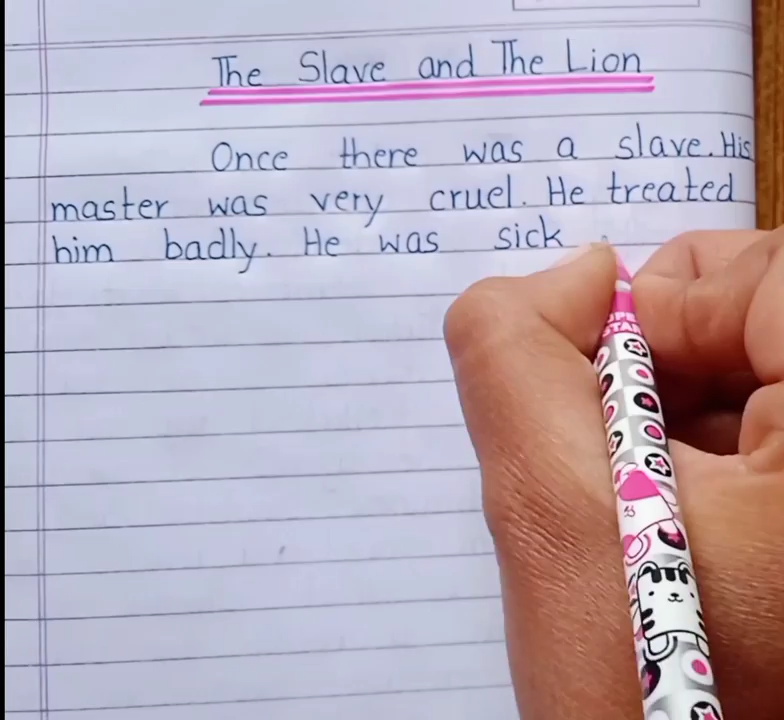 The Slave and The Lion
Once there was a slave. His
master was very cruel. He treated
him badly. He was sick
STAR